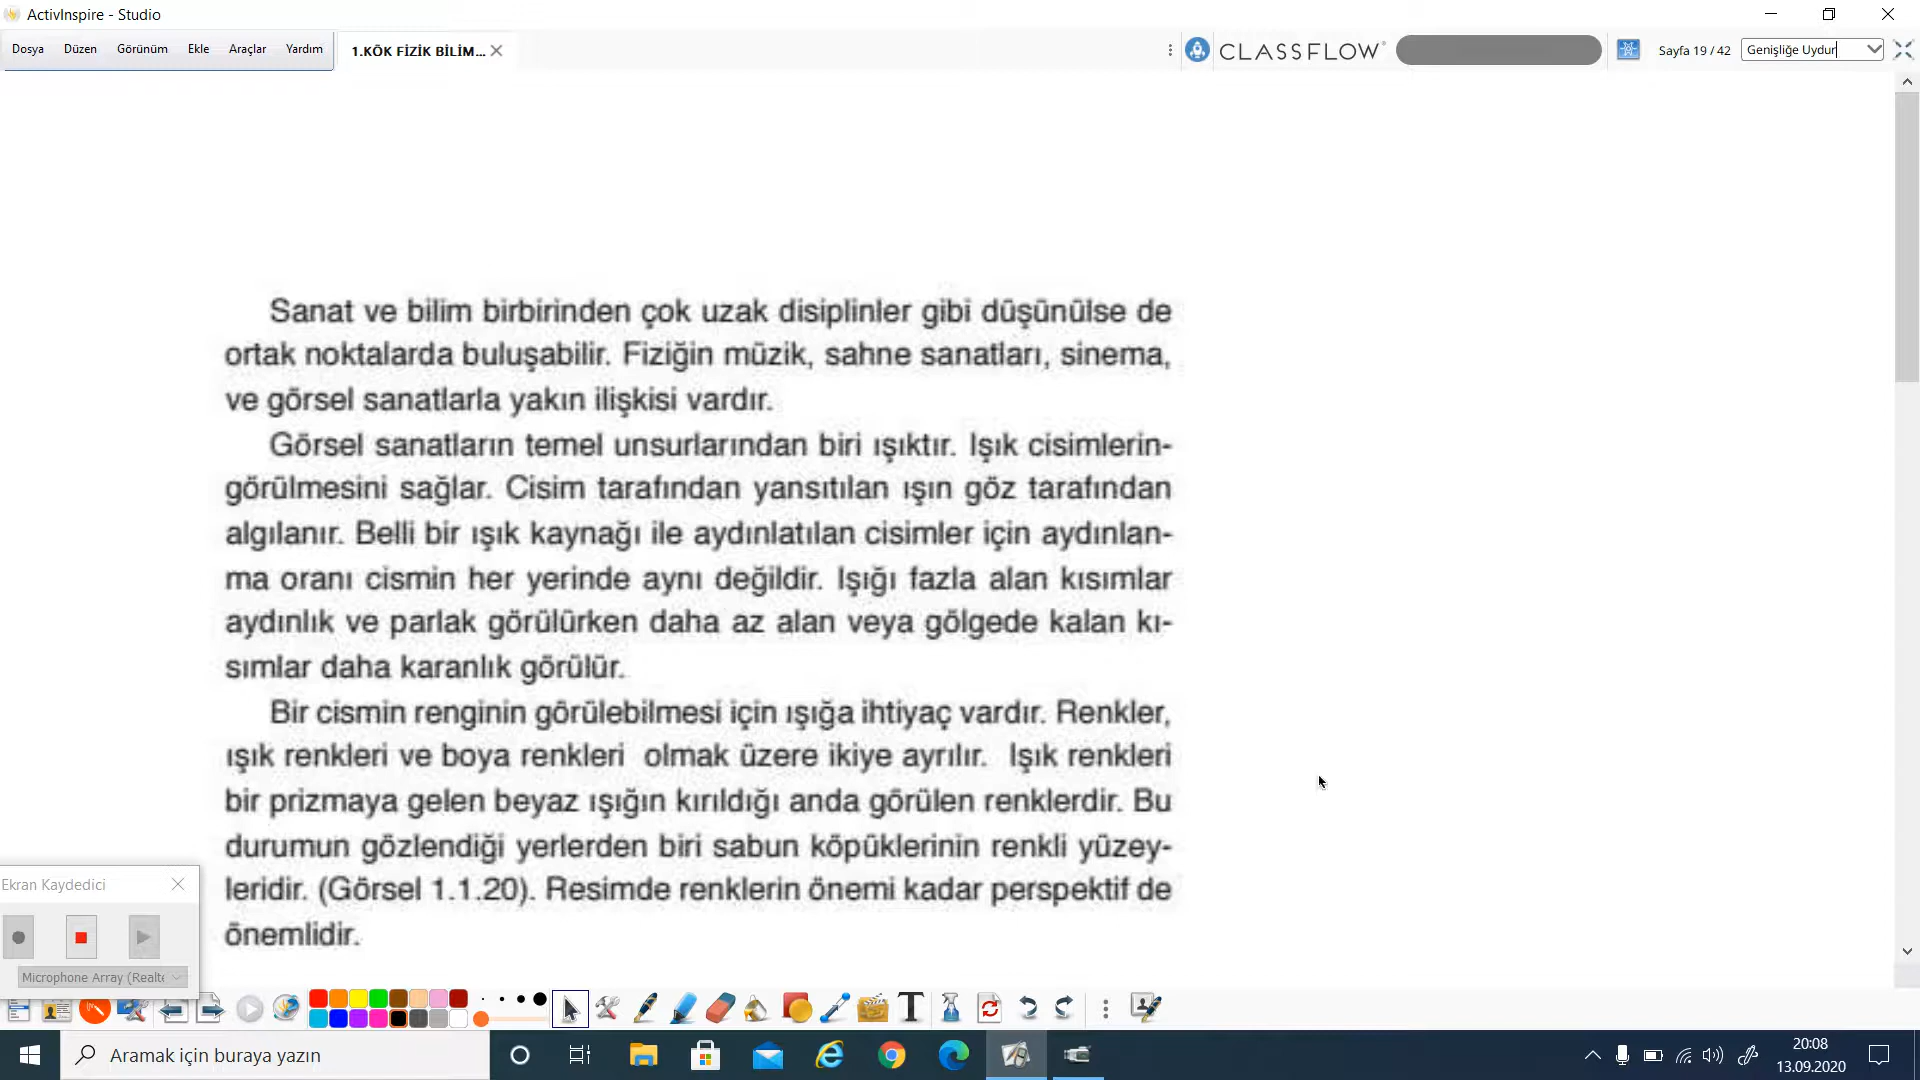 ActivInspire - Studio
Dosya Düzen Görünüm Ekle Araçlar Yardım
1.KÖK FİZİK BİLİM...
CLASSFLOW
Sayfa 19 / 42
Genişliğe Uydur
Sanat ve bilim birbirinden çok uzak disiplinler gibi düşünülse de
ortak noktalarda buluşabilir. Fiziğin müzik, sahne sanatları, sinema,
ve görsel sanatlarla yakın ilişkisi vardır.
Görsel sanatların temel unsurlarından biri ışıktır. Işık cisimlerin-
görülmesini sağlar. Cisim tarafından yansıtılan ışın göz tarafından
algılanır. Belli bir ışık kaynağı ile aydınlatılan cisimler için aydınlan-
ma oranı cismin her yerinde aynı değildir. Işığı fazla alan kısımlar
aydınlık ve parlak görülürken daha az alan veya gölgede kalan kı-
sımlar daha karanlık görülür.
Bir cismin renginin görülebilmesi için ışığa ihtiyaç vardır. Renkler,
ışık renkleri ve boya renkleri olmak üzere ikiye ayrılır. Işık renkleri
bir prizmaya gelen beyaz ışığın kırıldığı anda görülen renklerdir. Bu
durumun gözlendiği yerlerden biri sabun köpüklerinin renkli yüzey-
leridir. (Görsel 1.1.20). Resimde renklerin önemi kadar perspektif de
önemlidir.
Ekran Kaydedici
Microphone Array (Realte
Aramak için buraya yazın
20:08
13.09.2020